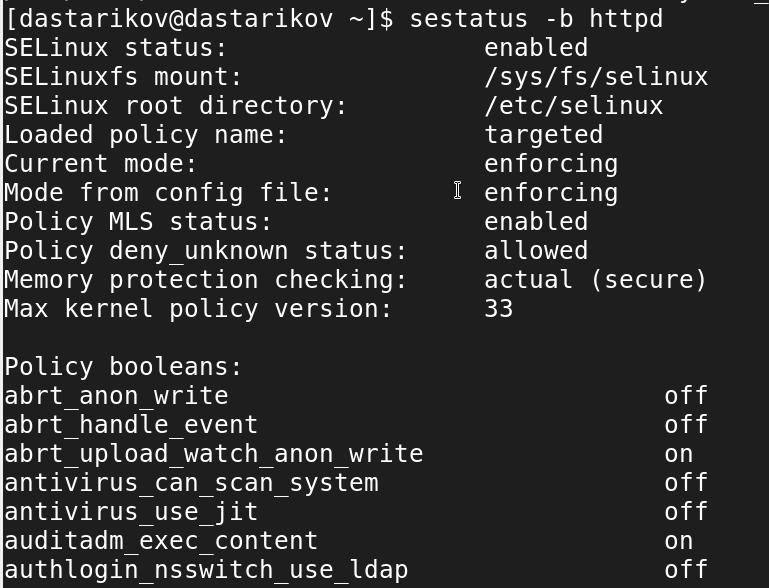 [dastarikov@dastarikov ~]$ sestatus -b httpd
SELinux status:                 enabled
SELinuxfs mount:                /sys/fs/selinux
SELinux root directory:         /etc/selinux
Loaded policy name:             targeted
Current mode:                   enforcing
Mode from config file:          enforcing
Policy MLS status:              enabled
Policy deny_unknown status:     allowed
Memory protection checking:     actual (secure)
Max kernel policy version:      33

Policy booleans:
abrt_anon_write                             off
abrt_handle_event                           off
abrt_upload_watch_anon_write                on
antivirus_can_scan_system                   off
antivirus_use_jit                           off
auditadm_exec_content                       on
authlogin_nsswitch_use_ldap                 off